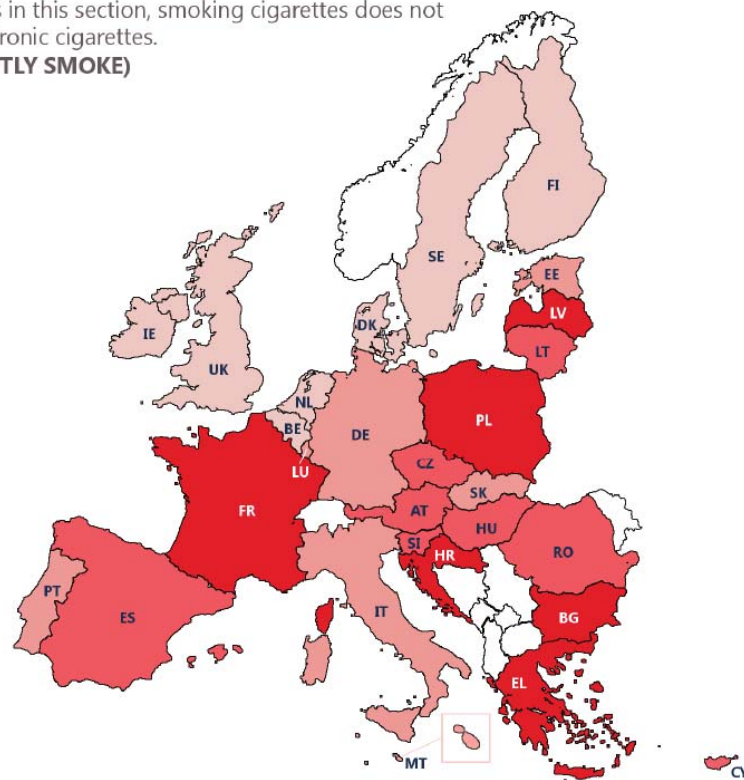 s in this section, smoking cigarettes does not
ronic cigarettes.
TLY SMOKE)
FI
SE
EE
LV
DK
IE
LT
UK
NL
BE
DE
PL
LU
CZ
SK
FR
AT
HU
SI
HR
RO
PT
ES
IT
BG
EL
MT